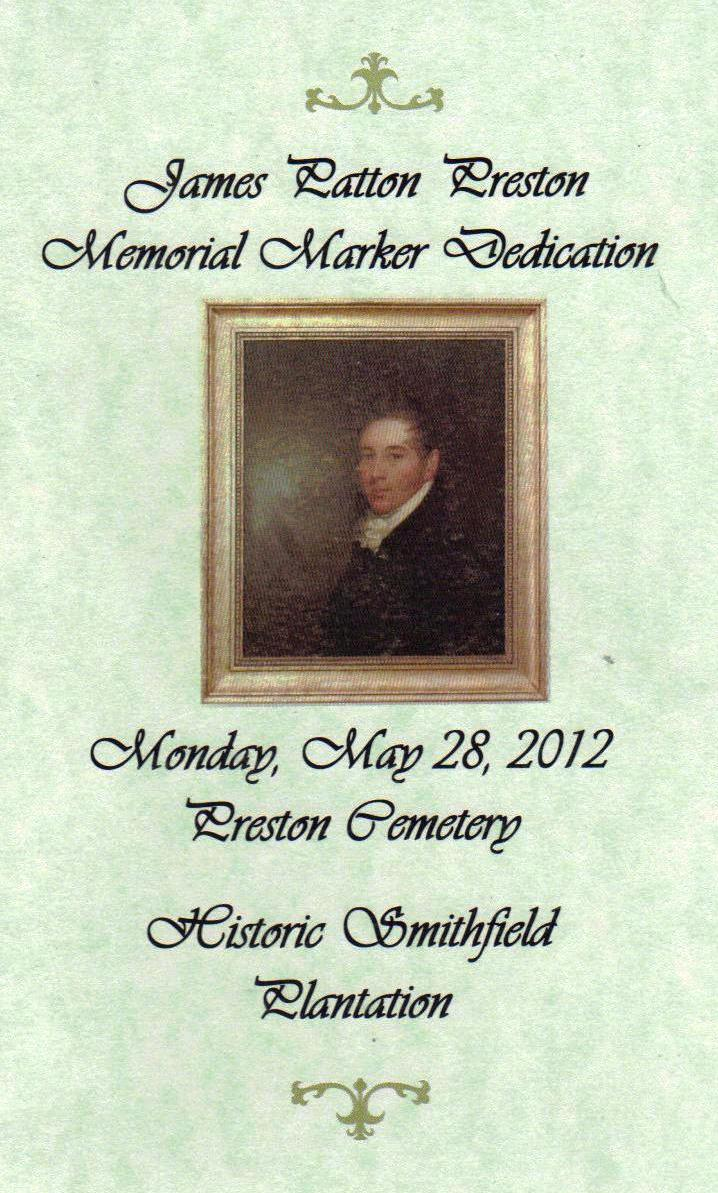 James Patton Preston
Memorial Marker Dedication
Monday, May 28, 2012
Preston Cemetery
Historic Smithfield
Plantation